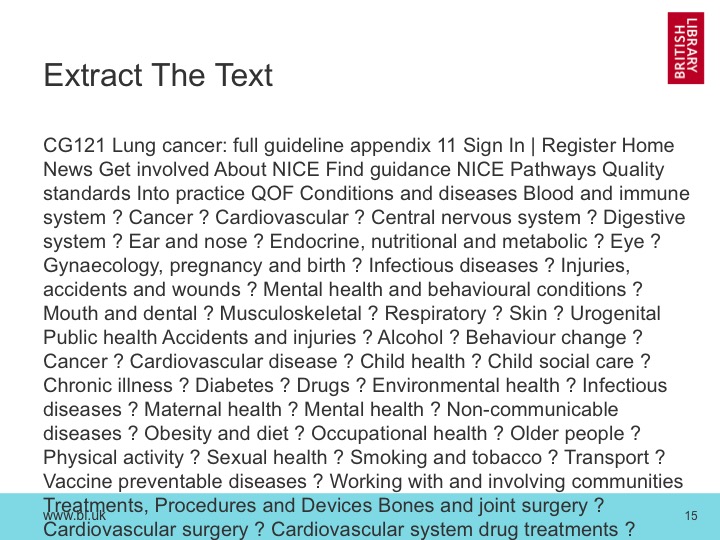 LIBRARY
BRITISH
Extract The Text
CG121 Lung cancer: full guideline appendix 11 Sign In | Register Home
News Get involved About NICE Find guidance NICE Pathways Quality
standards Into practice QOF Conditions and diseases Blood and immune
system ? Cancer ? Cardiovascular ? Central nervous system ? Digestive
system ? Ear and nose ? Endocrine, nutritional and metabolic ? Eye ?
Gynaecology, pregnancy and birth ? Infectious diseases ? Injuries,
accidents and wounds ? Mental health and behavioural conditions ?
Mouth and dental ? Musculoskeletal ? Respiratory ? Skin ? Urogenital
Public health Accidents and injuries ? Alcohol ? Behaviour change ?
Cancer ? Cardiovascular disease ? Child health ? Child social care ?
Chronic illness ? Diabetes ? Drugs ? Environmental health ? Infectious
diseases ? Maternal health ? Mental health ? Non-communicable
diseases ? Obesity and diet ? Occupational health ? Older people ?
Physical activity ? Sexual health ? Smoking and tobacco ? Transport ?
Vaccine preventable diseases ? Working with and involving communities
Treatments, Procedures and Devices Bones and joint surgery ?
www.bl.uk
15
Cardiovascular surgery ? Cardiovascular system drug treatments ?